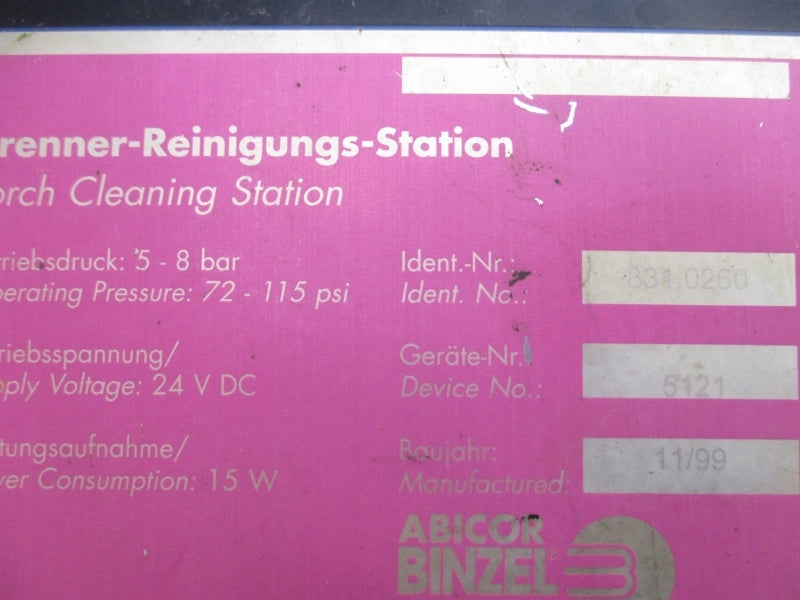 renner-Reinigungs-Station
orch Cleaning Station
triebsdruck: 5 - 8 bar
perating Pressure: 72 - 115 psi
riebsspannung/
pply Voltage: 24 V DC
tungsaufnahme/
wer Consumption: 15 W
Ident.-Nr.: 831.0260
Ident. No.:
Geräte-Nr.: 5121
Device No.:
Baujahr: 11/99
Manufactured:
ABICOR
BINZEL